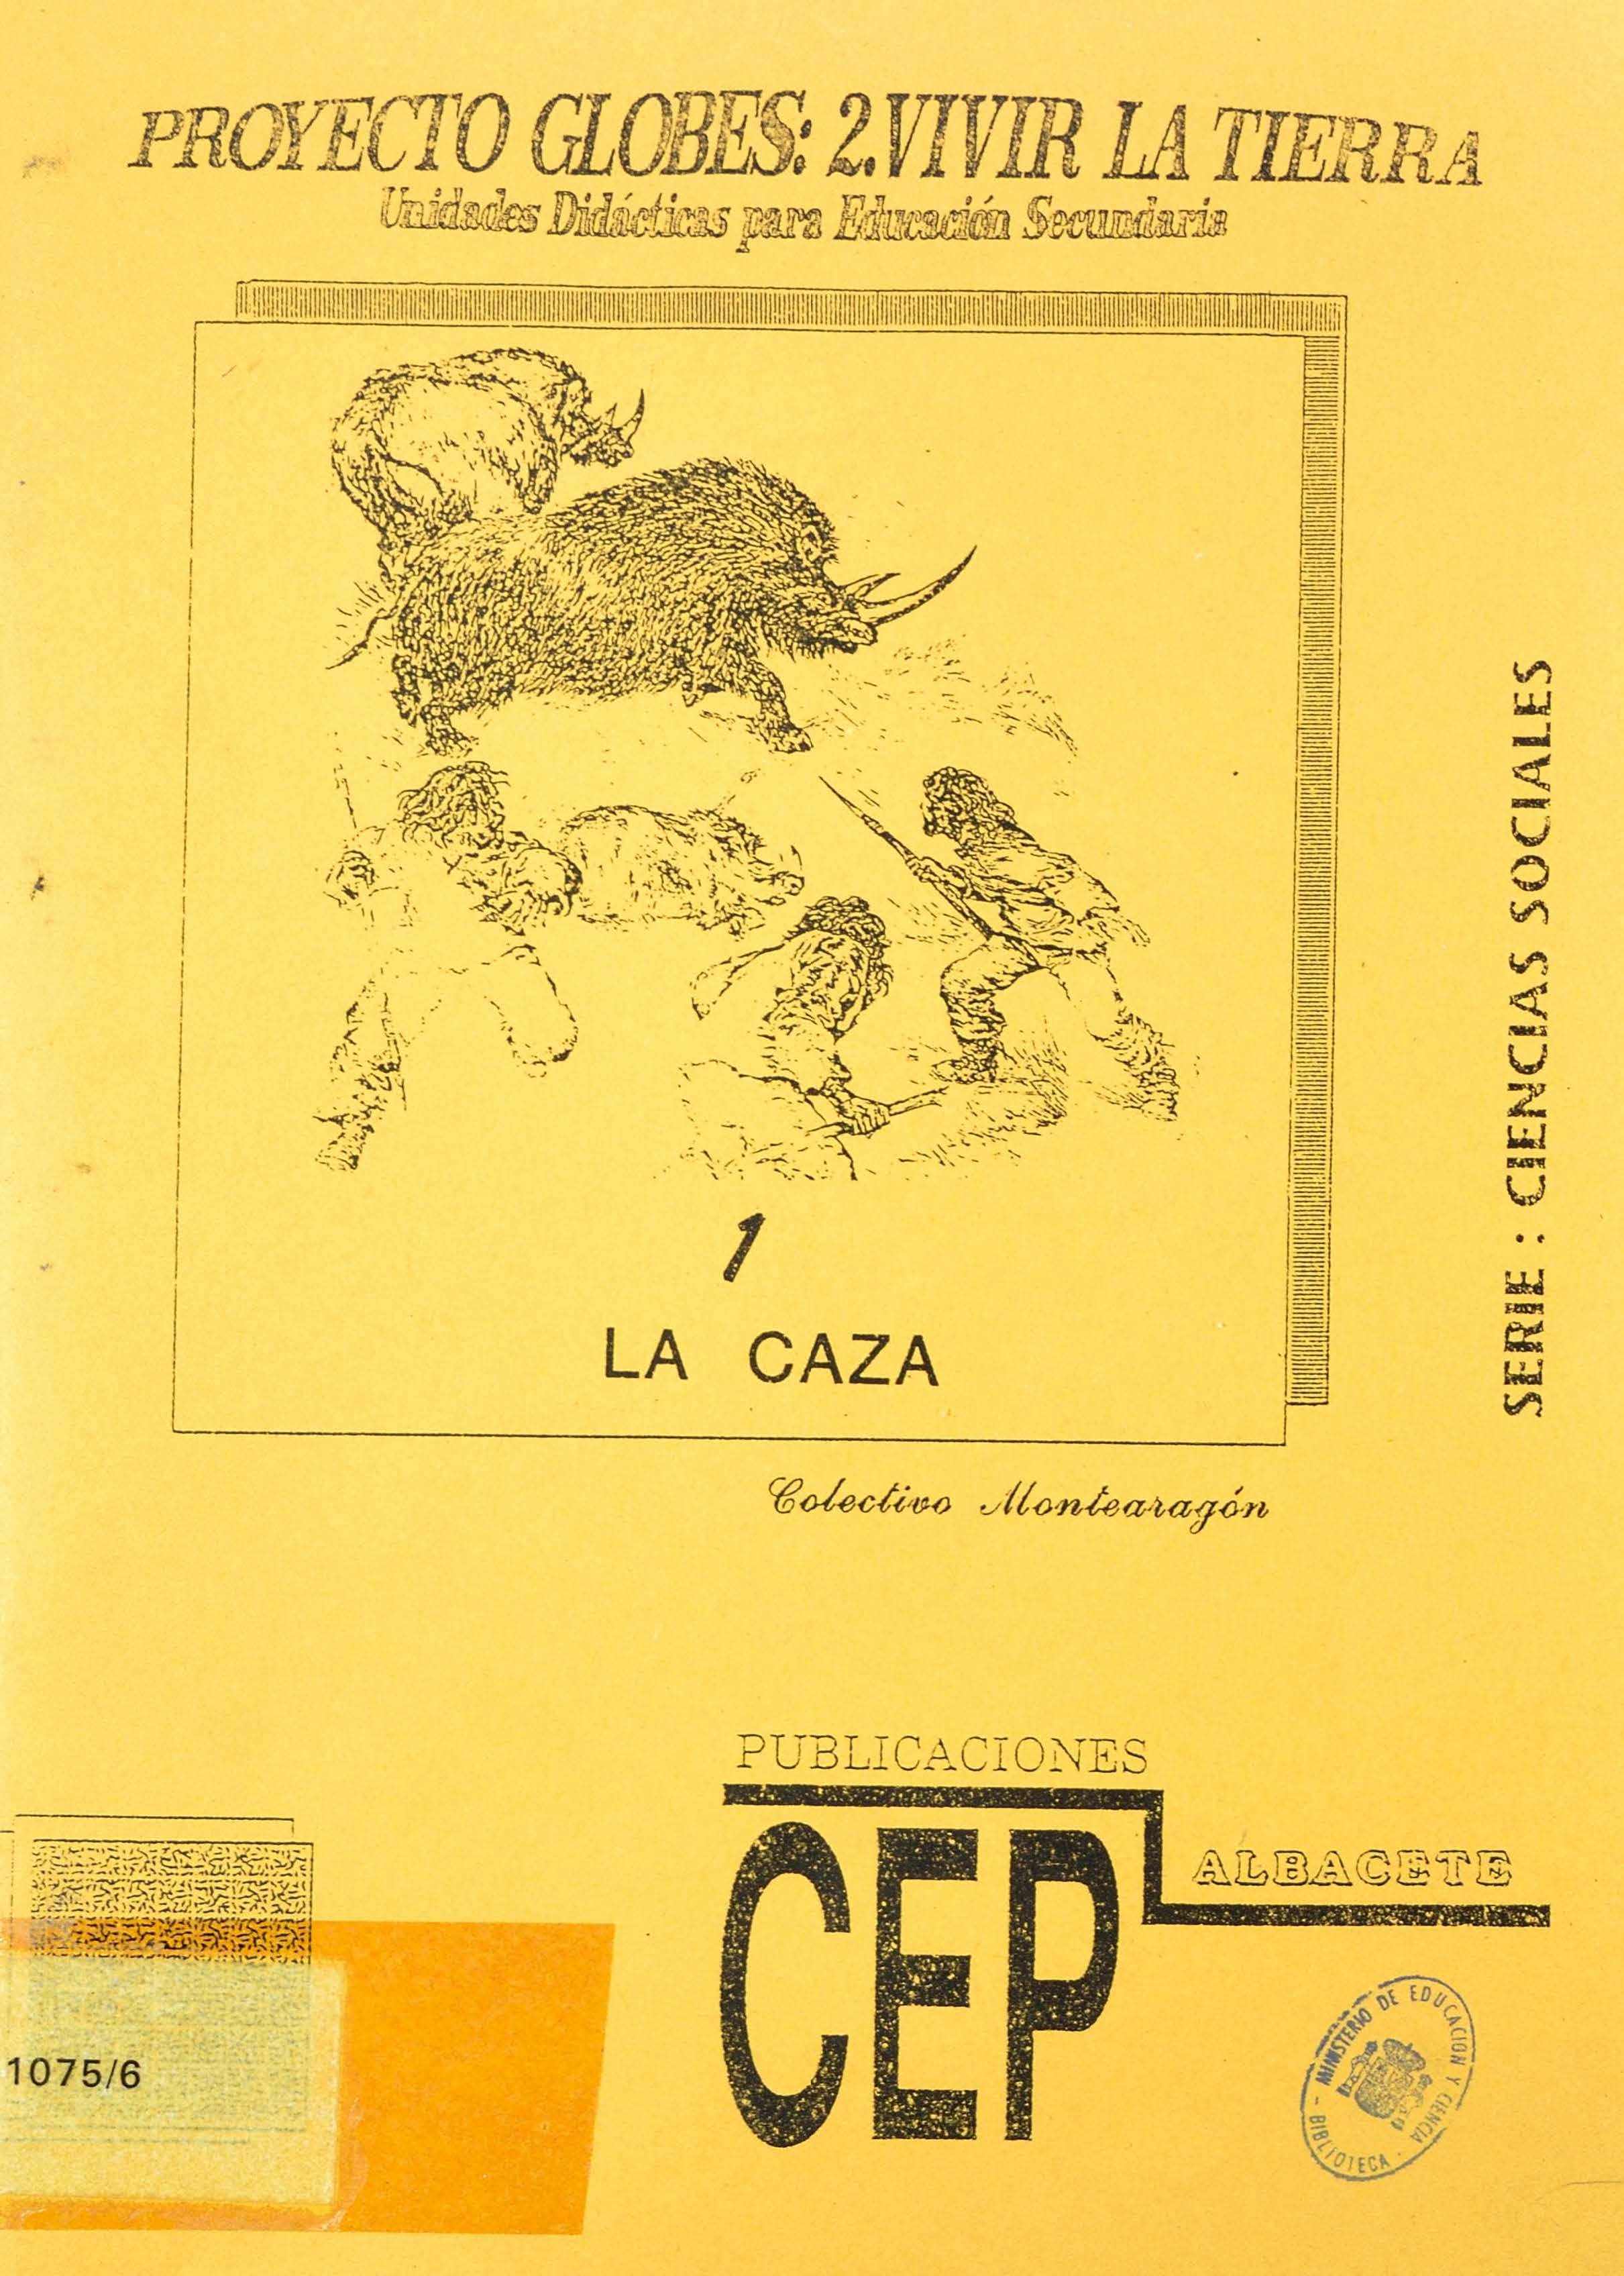 PROYECTO GLOBES: 2.VIVIR LA TIERRA
Unidades Didácticas para Educación Secundaria
SERIE : CIENCIAS SOCIALES
1
LA CAZA
Colectivo Montearagón
PUBLICACIONES
CEP
ALBACETE
1075/6
MINISTERIO DE EDUCACION Y CIENCIA
- BIBLIOTECA -